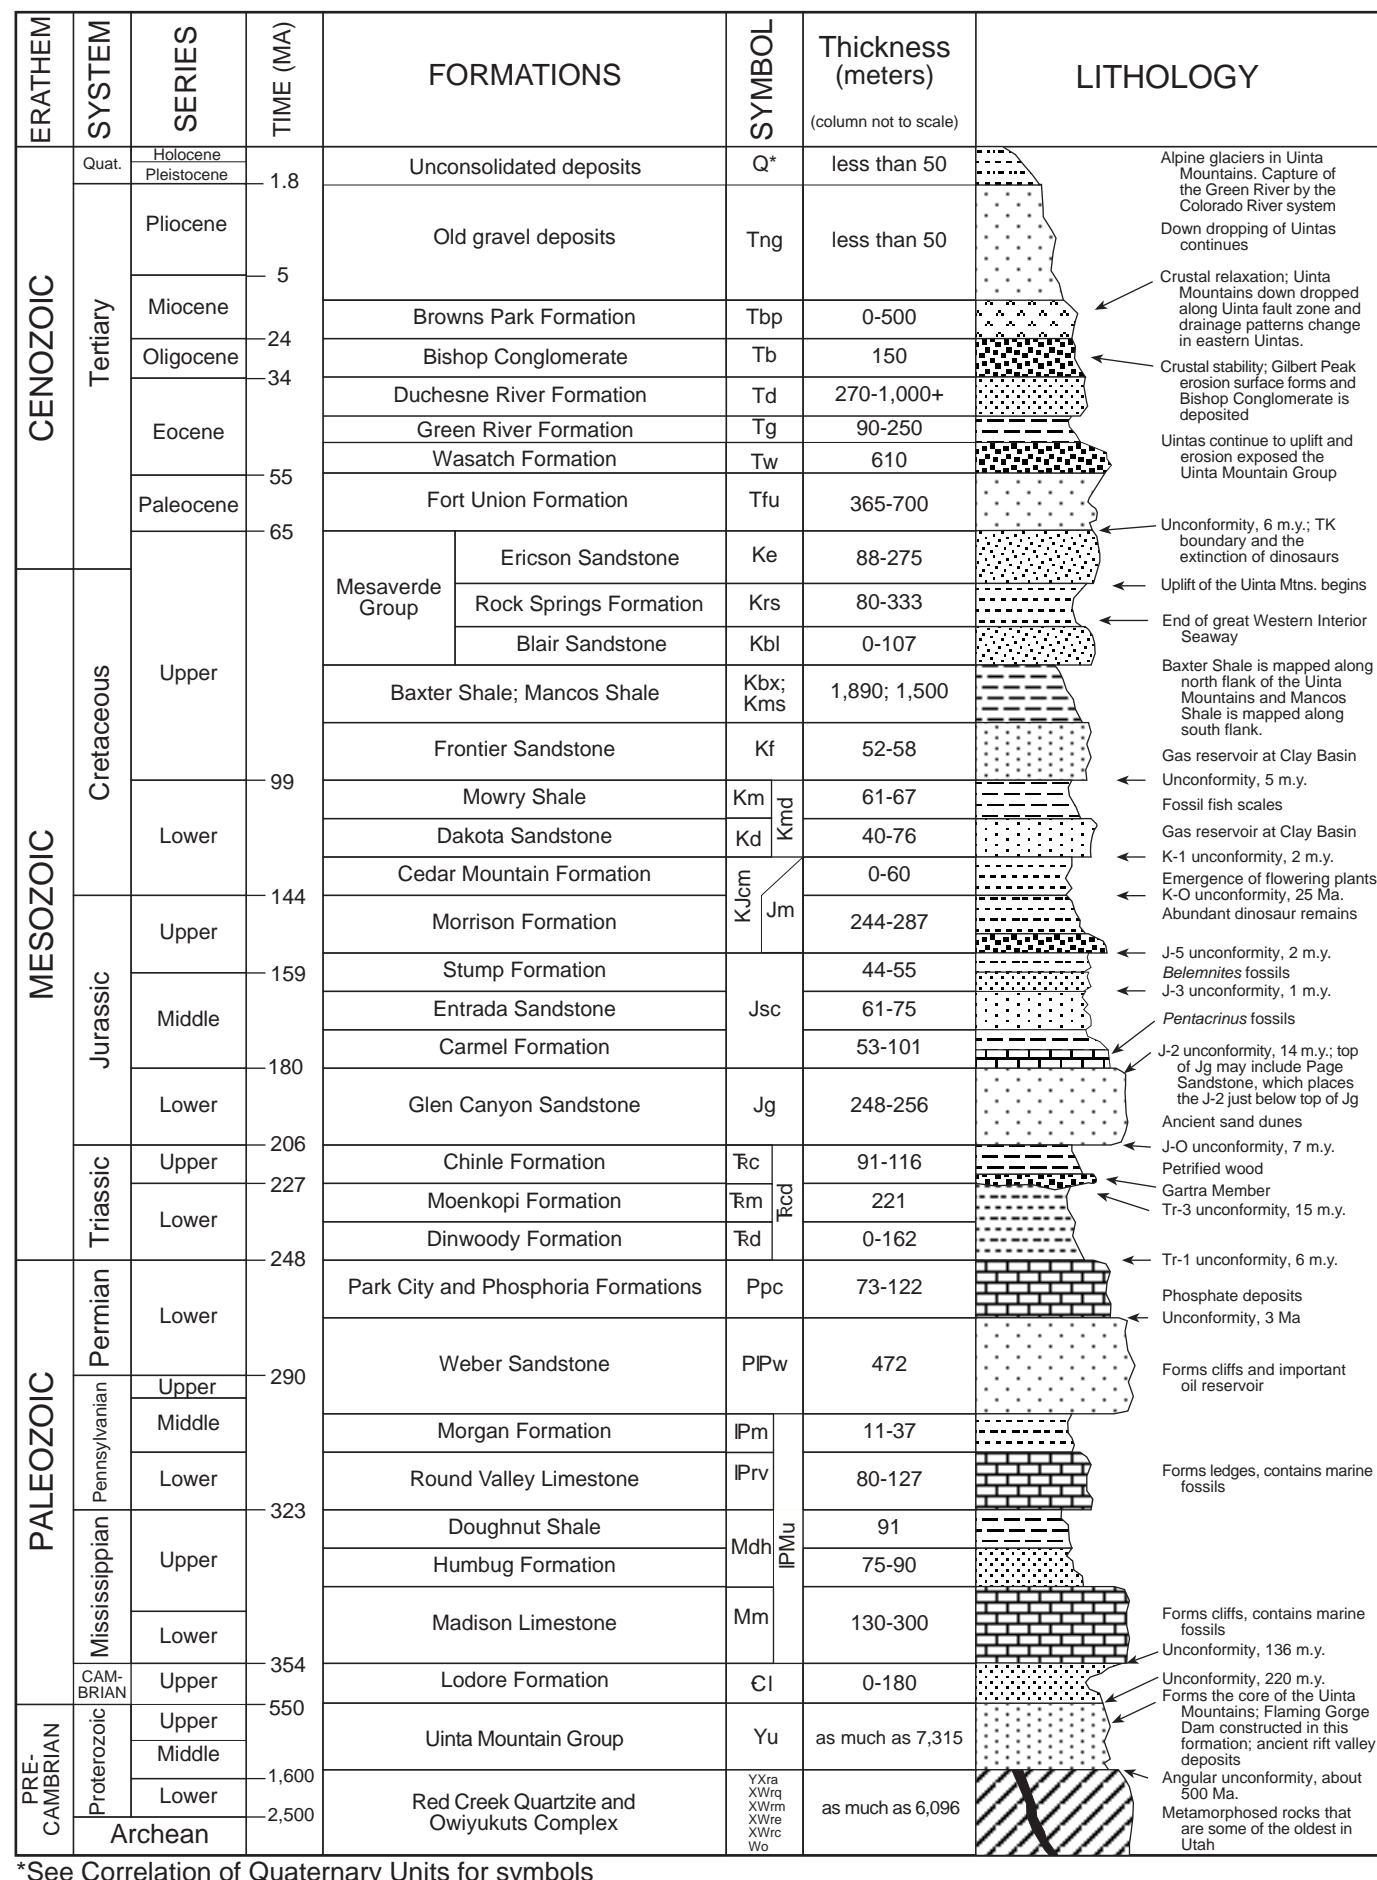 ERATHEM
SYSTEM
SERIES
TIME (MA)
FORMATIONS
SYMBOL
Thickness
(meters)
(column not to scale)
LITHOLOGY
CENOZOIC
MESOZOIC
PALEOZOIC
PRE-
CAMBRIAN
Quat.
Tertiary
Cretaceous
Jurassic
Triassic
Permian
Pennsylvanian
Mississippian
CAM-
BRIAN
Proterozoic
Archean
Holocene
Pleistocene
Pliocene
Miocene
Oligocene
Eocene
Paleocene
Upper
Lower
Upper
Middle
Lower
Upper
Lower
Lower
Upper
Middle
Lower
Upper
Lower
Upper
Upper
Middle
Lower
1.8
5
24
34
55
65
99
144
159
180
206
227
248
290
323
354
550
1,600
2,500
Unconsolidated deposits Q* less than 50
Old gravel deposits Tng less than 50
Browns Park Formation Tbp 0-500
Bishop Conglomerate Tb 150
Duchesne River Formation Td 270-1,000+
Green River Formation Tg 90-250
Wasatch Formation Tw 610
Fort Union Formation Tfu 365-700
Mesaverde
Group
Ericson Sandstone Ke 88-275
Rock Springs Formation Krs 80-333
Blair Sandstone Kbl 0-107
Baxter Shale; Mancos Shale Kbx; 1,890; 1,500
Kms
Frontier Sandstone Kf 52-58
Mowry Shale Km 61-67
Kmd
Dakota Sandstone Kd 40-76
Cedar Mountain Formation KJcm 0-60
Morrison Formation Jm 244-287
Stump Formation 44-55
Entrada Sandstone Jsc 61-75
Carmel Formation 53-101
Glen Canyon Sandstone Jg 248-256
Chinle Formation TRc 91-116
Moenkopi Formation TRm 221
TRcd
Dinwoody Formation TRd 0-162
Park City and Phosphoria Formations Ppc 73-122
Weber Sandstone PIPw 472
Morgan Formation IPm 11-37
Round Valley Limestone IPrv 80-127
Doughnut Shale 91
Mdh
IPMu
Humbug Formation 75-90
Madison Limestone Mm 130-300
Lodore Formation Єl 0-180
Uinta Mountain Group Yu as much as 7,315
Red Creek Quartzite and
Owiyukuts Complex
YXra
XWrq
XWrm
XWre
XWrc
Wo
as much as 6,096
Alpine glaciers in Uinta
Mountains. Capture of
the Green River by the
Colorado River system
Down dropping of Uintas
continues
Crustal relaxation; Uinta
Mountains down dropped
along Uinta fault zone and
drainage patterns change
in eastern Uintas.
Crustal stability; Gilbert Peak
erosion surface forms and
Bishop Conglomerate is
deposited
Uintas continue to uplift and
erosion exposed the
Uinta Mountain Group
Unconformity, 6 m.y.; TK
boundary and the
extinction of dinosaurs
Uplift of the Uinta Mtns. begins
End of great Western Interior
Seaway
Baxter Shale is mapped along
north flank of the Uinta
Mountains and Mancos
Shale is mapped along
south flank.
Gas reservoir at Clay Basin
Unconformity, 5 m.y.
Fossil fish scales
Gas reservoir at Clay Basin
K-1 unconformity, 2 m.y.
Emergence of flowering plants
K-O unconformity, 25 Ma.
Abundant dinosaur remains
J-5 unconformity, 2 m.y.
Belemnites fossils
J-3 unconformity, 1 m.y.
Pentacrinus fossils
J-2 unconformity, 14 m.y.; top
of Jg may include Page
Sandstone, which places
the J-2 just below top of Jg
Ancient sand dunes
J-O unconformity, 7 m.y.
Petrified wood
Gartra Member
Tr-3 unconformity, 15 m.y.
Tr-1 unconformity, 6 m.y.
Phosphate deposits
Unconformity, 3 Ma
Forms cliffs and important
oil reservoir
Forms ledges, contains marine
fossils
Forms cliffs, contains marine
fossils
Unconformity, 136 m.y.
Unconformity, 220 m.y.
Forms the core of the Uinta
Mountains; Flaming Gorge
Dam constructed in this
formation; ancient rift valley
deposits
Angular unconformity, about
500 Ma.
Metamorphosed rocks that
are some of the oldest in
Utah
*See Correlation of Quaternary Units for symbols